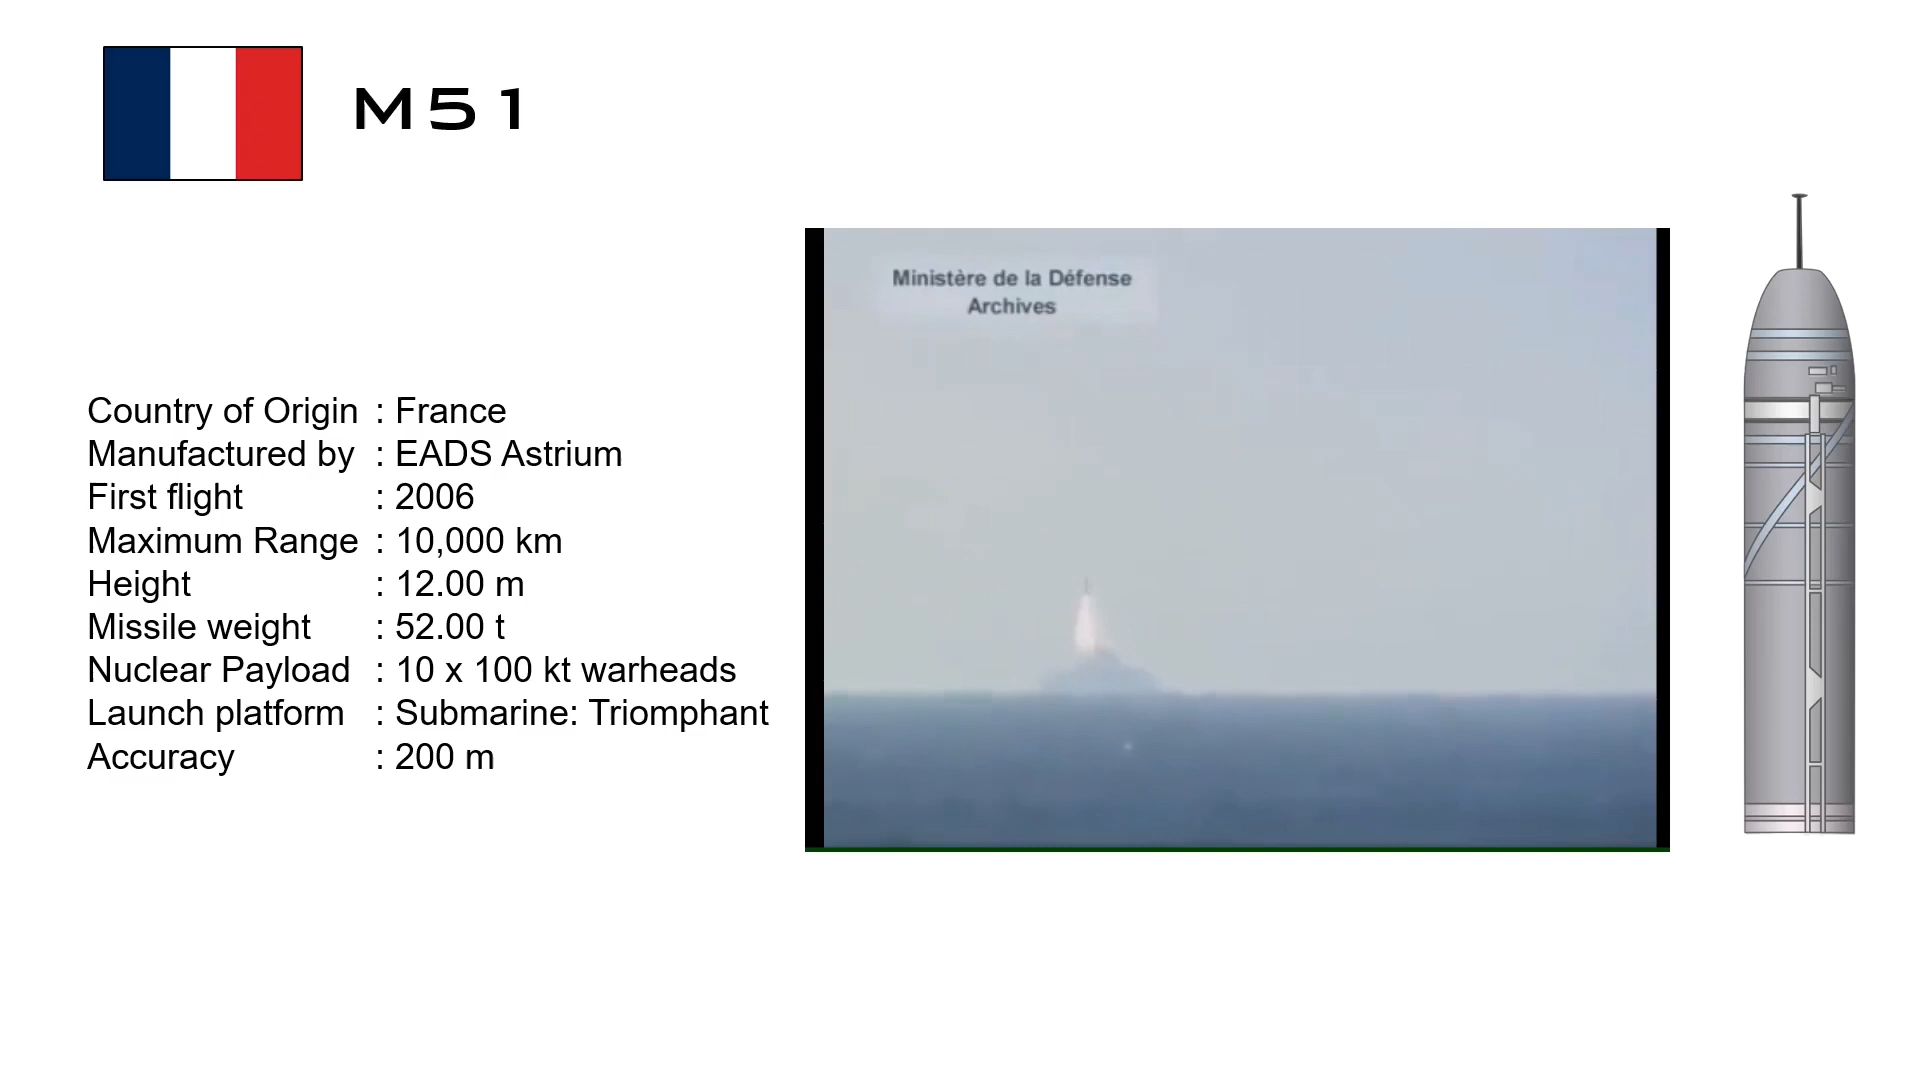 M51
Ministère de la Défense
Archives
Country of Origin : France
Manufactured by : EADS Astrium
First flight : 2006
Maximum Range : 10,000 km
Height : 12.00 m
Missile weight : 52.00 t
Nuclear Payload : 10 x 100 kt warheads
Launch platform : Submarine: Triomphant
Accuracy : 200 m